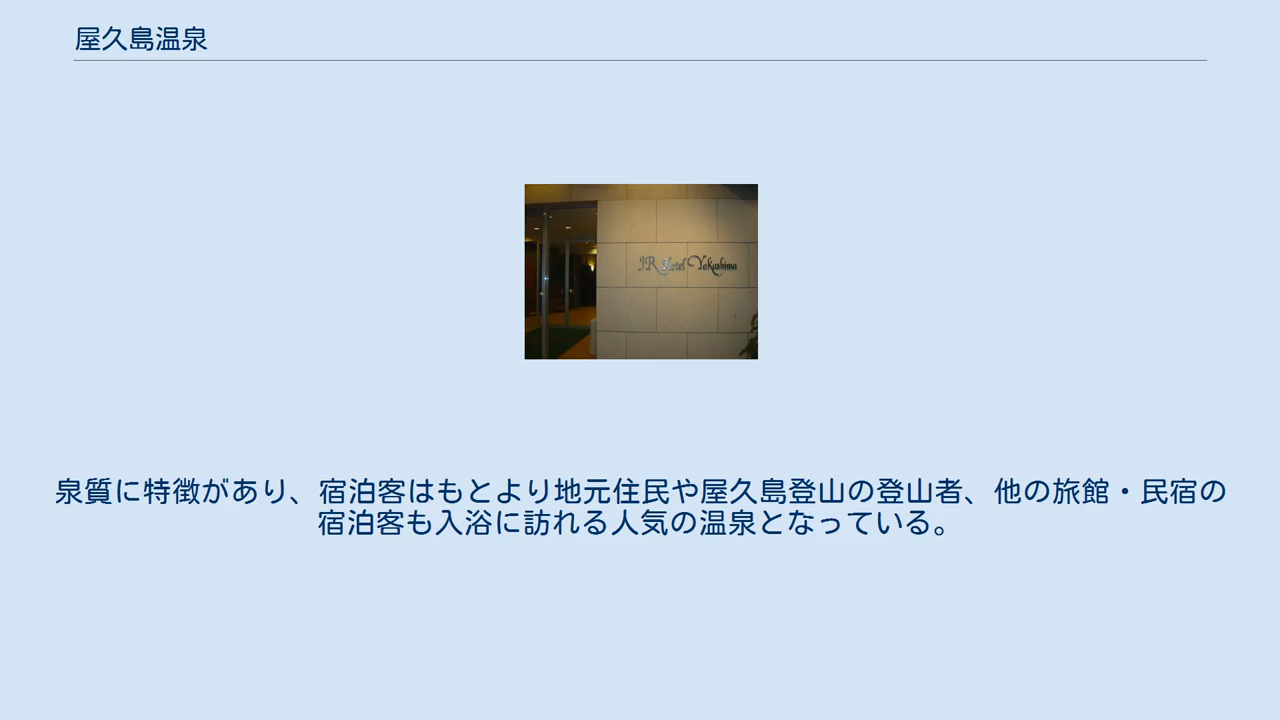 屋久島温泉
JR Hotel Yakushima
泉質に特徴があり、宿泊客はもとより地元住民や屋久島登山の登山者、他の旅館・民宿の
宿泊客も入浴に訪れる人気の温泉となっている。